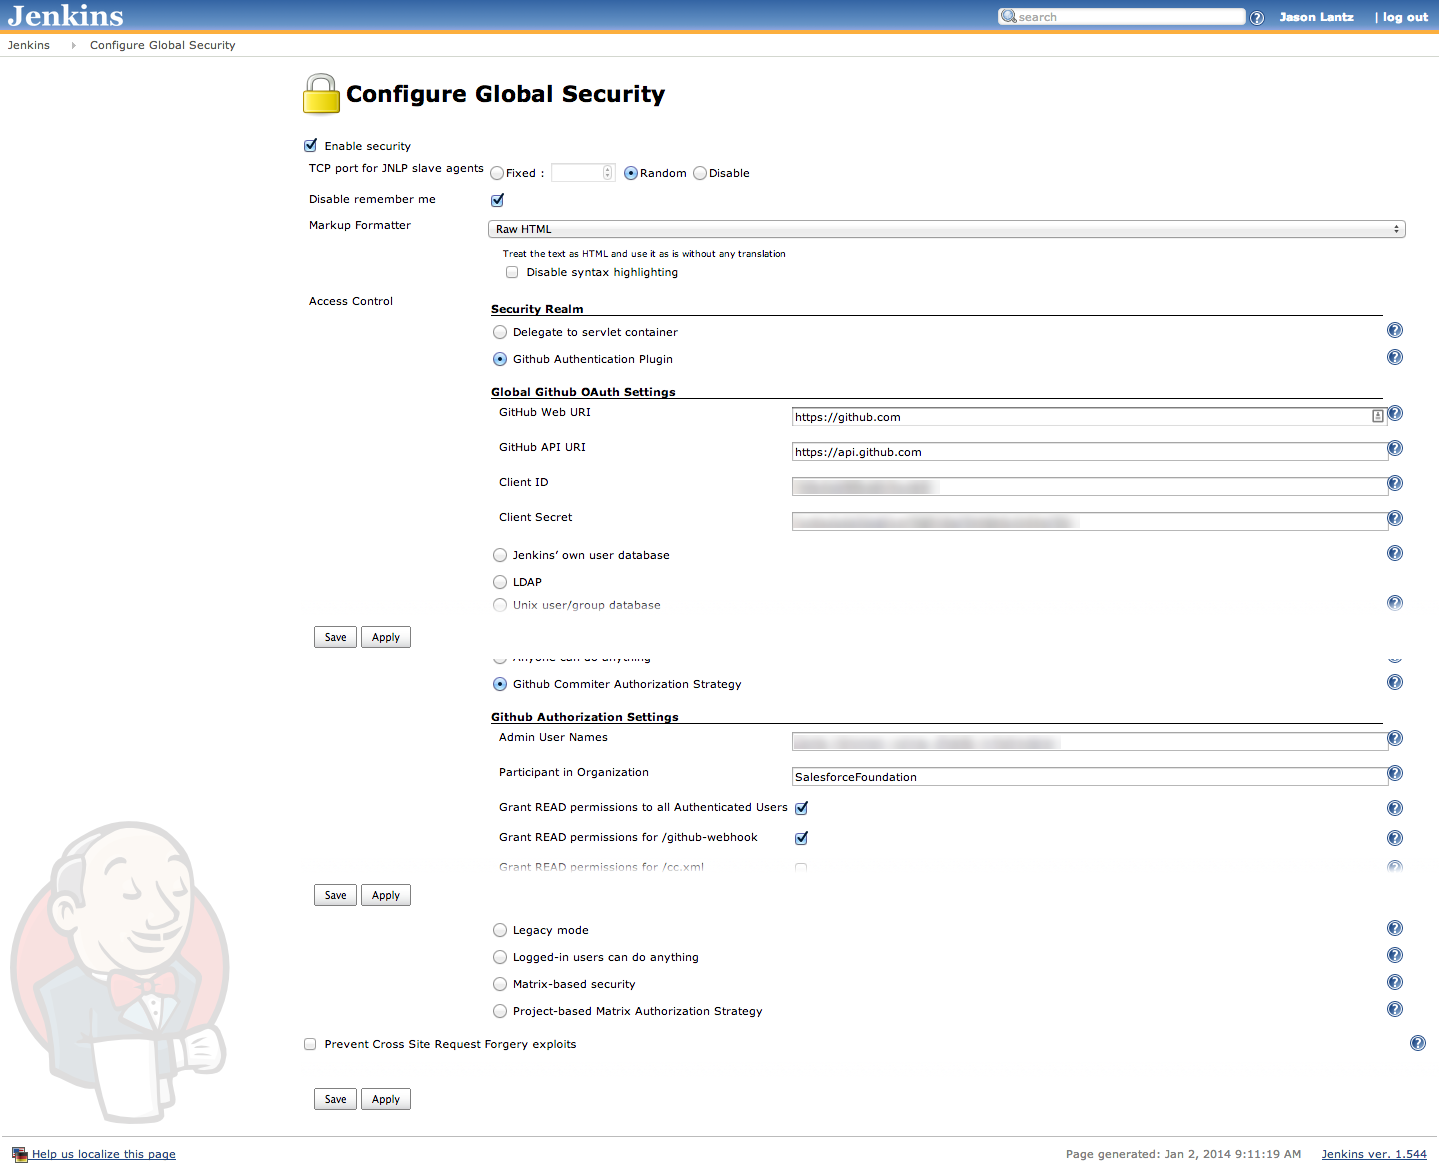 Jenkins
search
Jason Lantz
| log out
Jenkins
Configure Global Security
Configure Global Security
Enable security
TCP port for JNLP slave agents
Fixed :
Random
Disable
Disable remember me
Markup Formatter
Raw HTML
Treat the text as HTML and use it as is without any translation
Disable syntax highlighting
Access Control
Security Realm
Delegate to servlet container
Github Authentication Plugin
Global Github OAuth Settings
GitHub Web URI
https://github.com
GitHub API URI
https://api.github.com
Client ID
Client Secret
Jenkins’ own user database
LDAP
Unix user/group database
Save
Apply
Anyone can do anything
Github Commiter Authorization Strategy
Github Authorization Settings
Admin User Names
Participant in Organization
SalesforceFoundation
Grant READ permissions to all Authenticated Users
Grant READ permissions for /github-webhook
Grant READ permissions for /cc.xml
Save
Apply
Legacy mode
Logged-in users can do anything
Matrix-based security
Project-based Matrix Authorization Strategy
Prevent Cross Site Request Forgery exploits
Save
Apply
Help us localize this page
Page generated: Jan 2, 2014 9:11:19 AM
Jenkins ver. 1.544